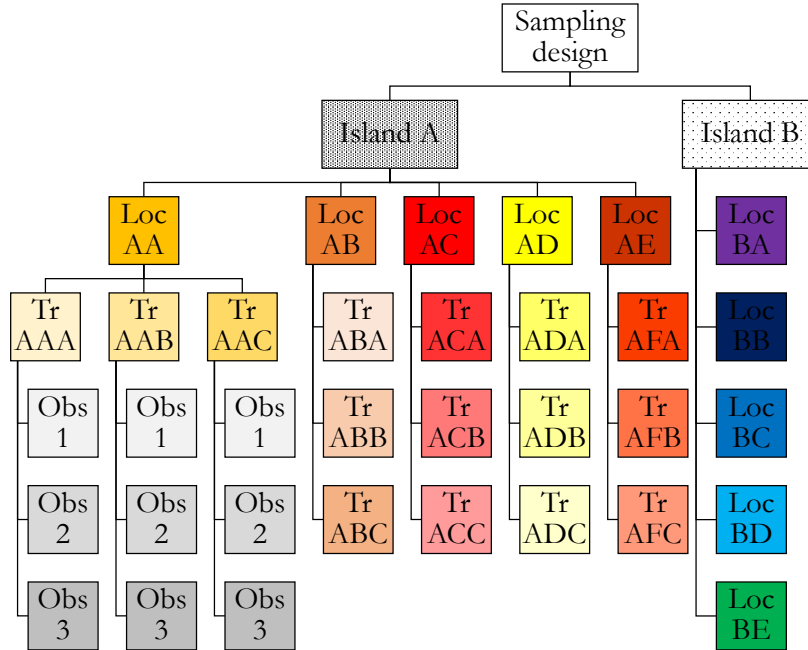 Sampling
design
Island A
Island B
Loc
AA
Loc
AB
Loc
AC
Loc
AD
Loc
AE
Loc
BA
Tr
AAA
Tr
AAB
Tr
AAC
Tr
ABA
Tr
ACA
Tr
ADA
Tr
AFA
Loc
BB
Obs
1
Obs
1
Obs
1
Tr
ABB
Tr
ACB
Tr
ADB
Tr
AFB
Loc
BC
Obs
2
Obs
2
Obs
2
Tr
ABC
Tr
ACC
Tr
ADC
Tr
AFC
Loc
BD
Obs
3
Obs
3
Obs
3
Loc
BE